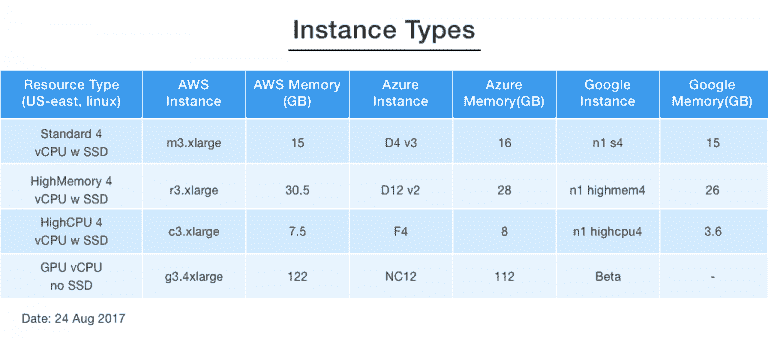 Instance Types
Resource Type (US-east, linux) AWS Instance AWS Memory (GB) Azure Instance Azure Memory(GB) Google Instance Google Memory(GB)
Standard 4 vCPU w SSD m3.xlarge 15 D4 v3 16 n1 s4 15
HighMemory 4 vCPU w SSD r3.xlarge 30.5 D12 v2 28 n1 highmem4 26
HighCPU 4 vCPU w SSD c3.xlarge 7.5 F4 8 n1 highcpu4 3.6
GPU vCPU no SSD g3.4xlarge 122 NC12 112 Beta -
Date: 24 Aug 2017